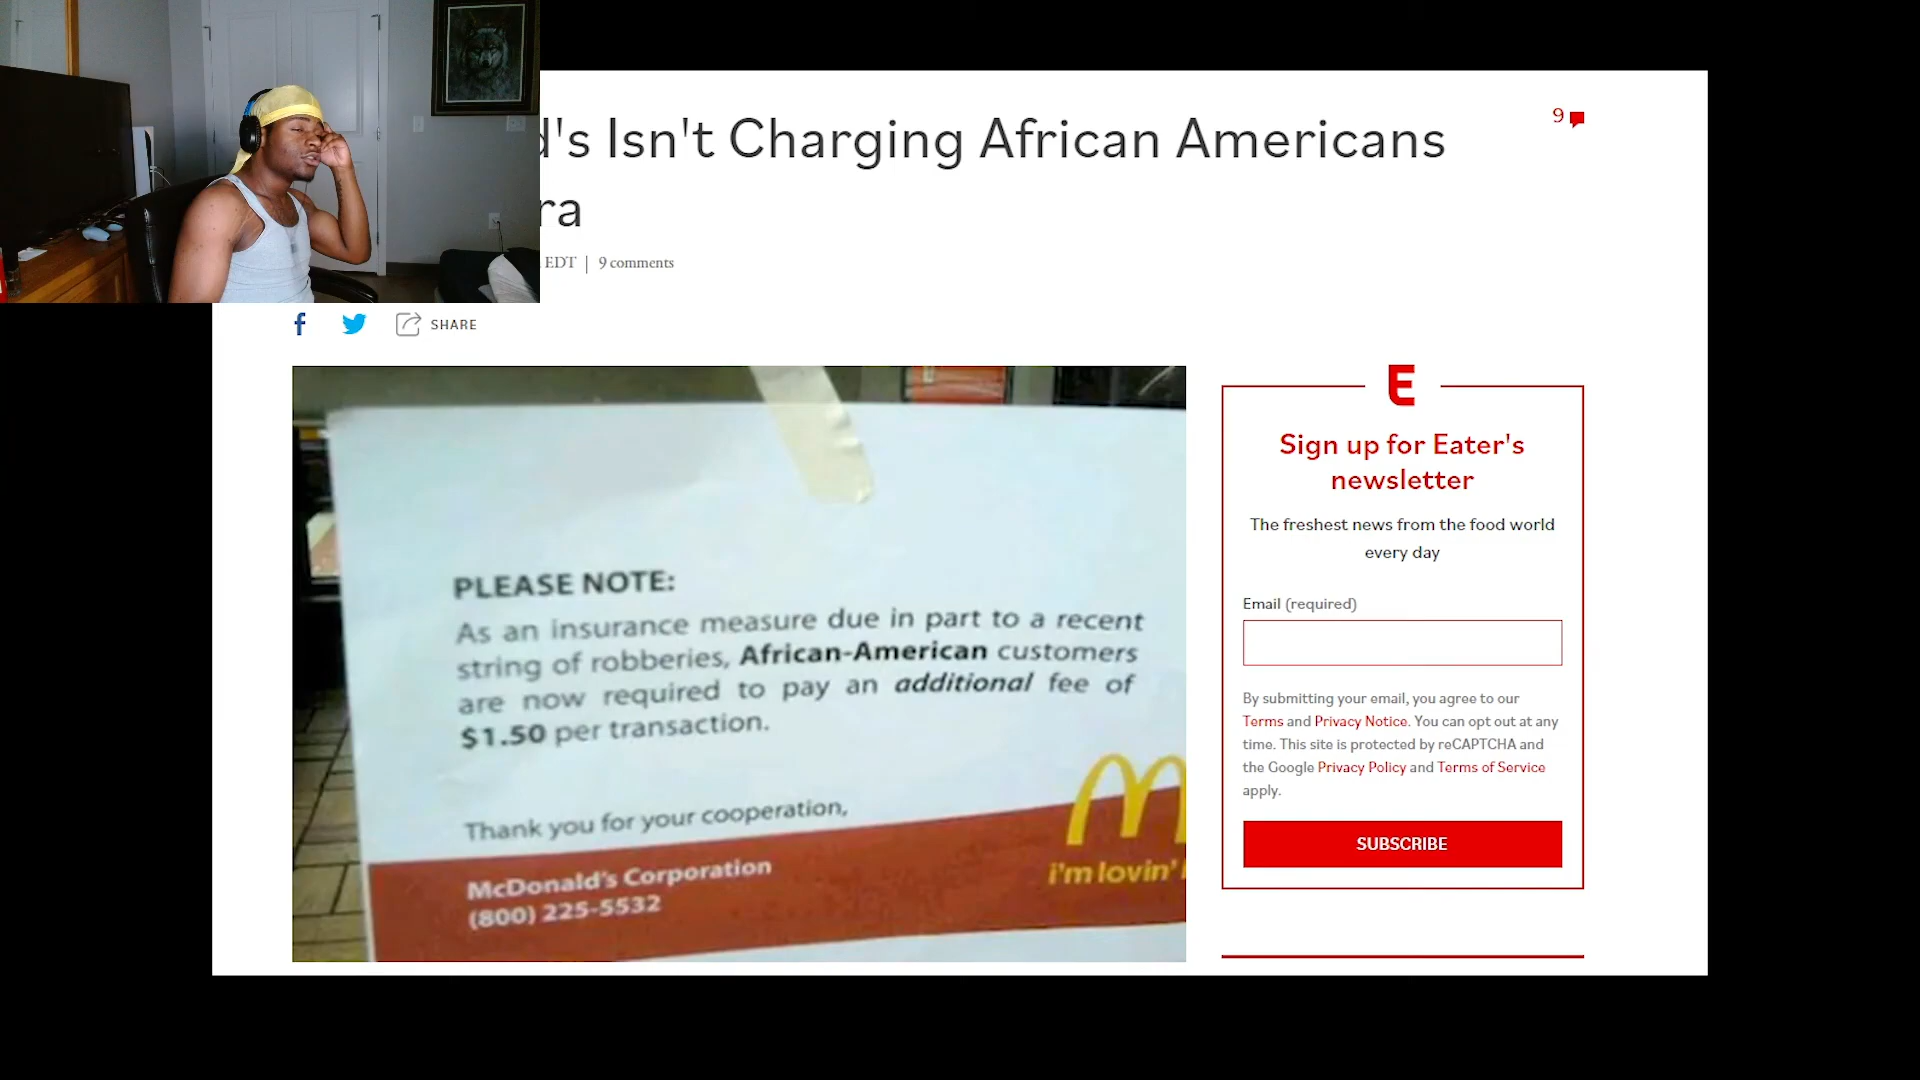 d's Isn't Charging African Americans
ra
9
EDT | 9 comments
SHARE
PLEASE NOTE:
As an insurance measure due in part to a recent
string of robberies, African-American customers
are now required to pay an additional fee of
$1.50 per transaction.
Thank you for your cooperation,
McDonald's Corporation
(800) 225-5532
i'm lovin'
E
Sign up for Eater's
newsletter
The freshest news from the food world
every day
Email (required)
By submitting your email, you agree to our
Terms and Privacy Notice. You can opt out at any
time. This site is protected by reCAPTCHA and
the Google Privacy Policy and Terms of Service
apply.
SUBSCRIBE